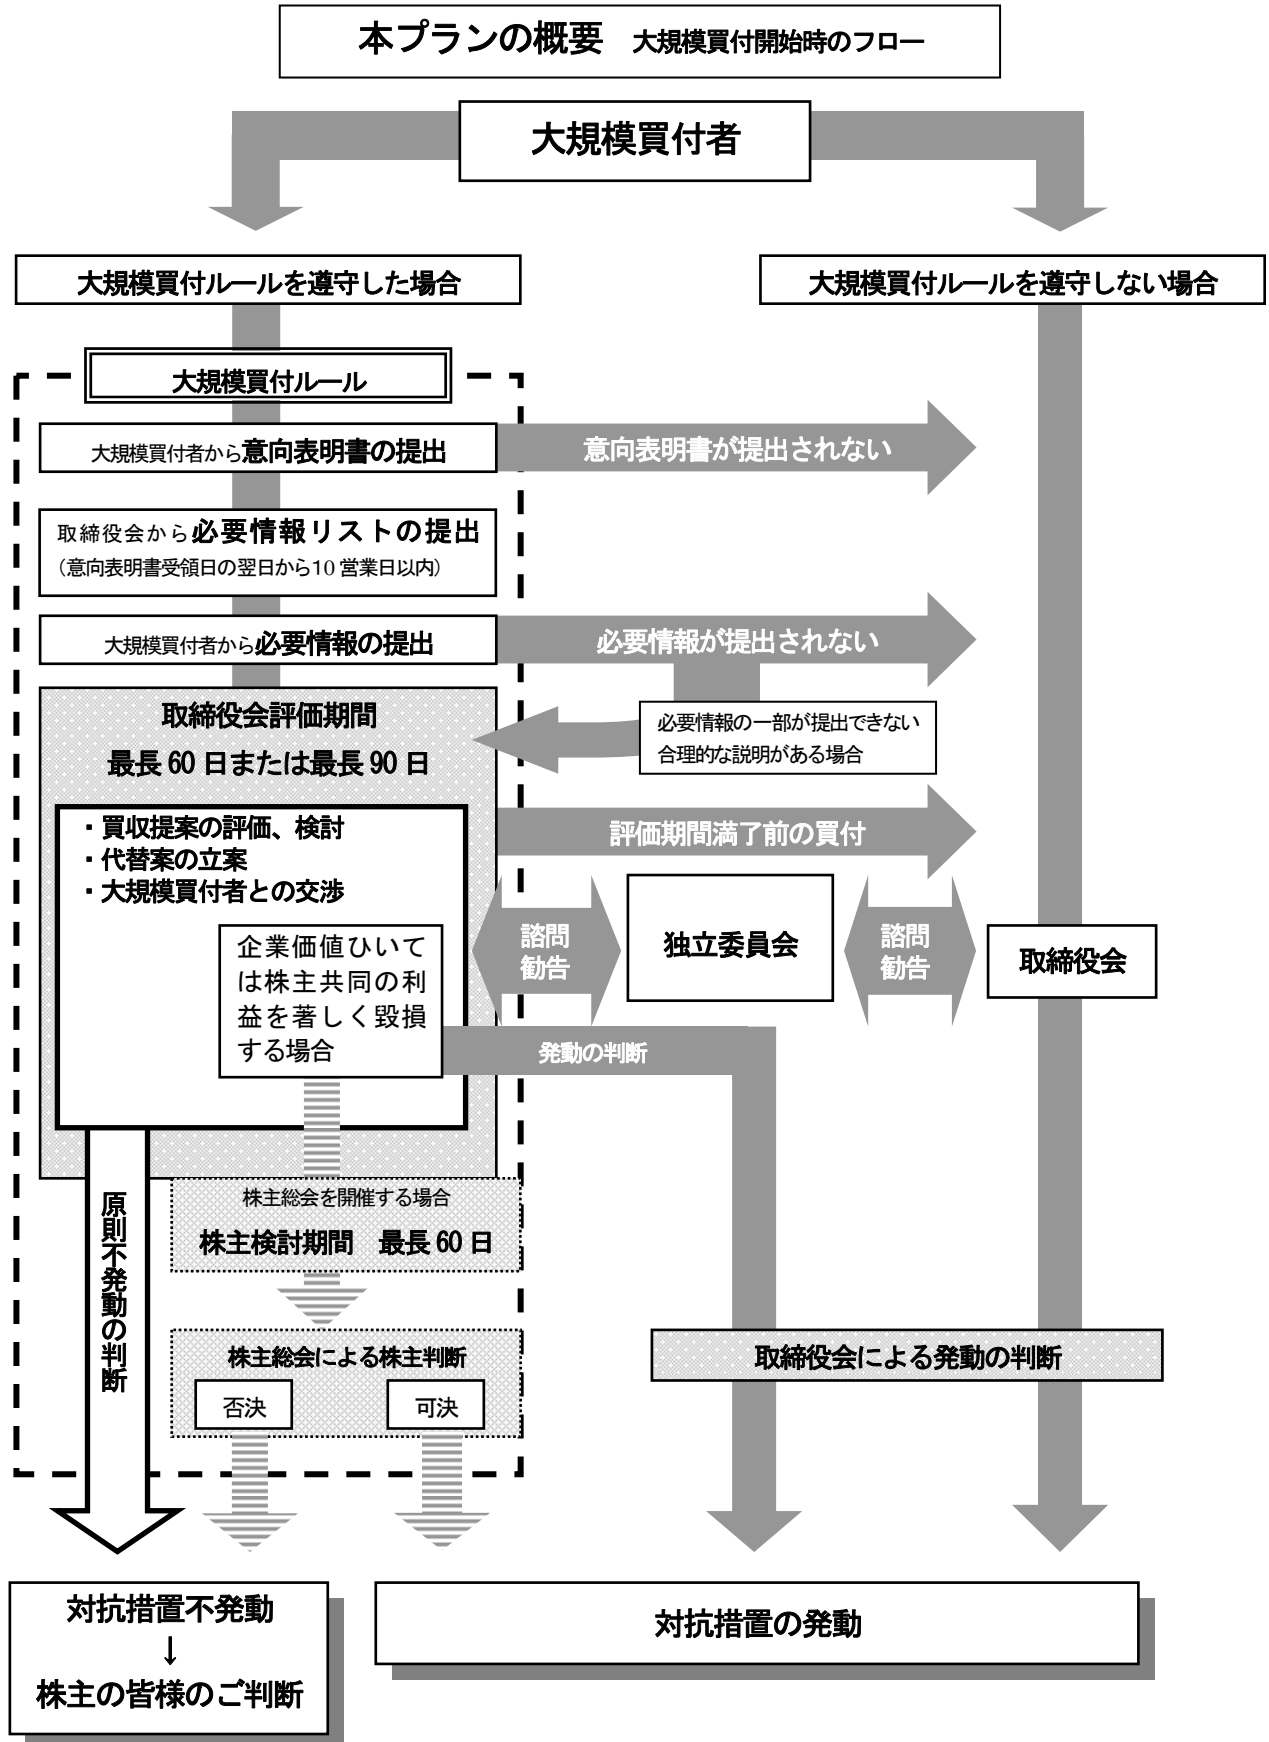 本プランの概要　大規模買付開始時のフロー
大規模買付者
大規模買付ルールを遵守した場合
大規模買付ルールを遵守しない場合
大規模買付ルール
大規模買付者から意向表明書の提出
意向表明書が提出されない
取締役会から必要情報リストの提出
（意向表明書受領日の翌日から10 営業日以内）
大規模買付者から必要情報の提出
必要情報が提出されない
取締役会評価期間
最長 60 日または最長 90 日
必要情報の一部が提出できない
合理的な説明がある場合
・買収提案の評価、検討
・代替案の立案
・大規模買付者との交渉
評価期間満了前の買付
企業価値ひいて
は株主共同の利
益を著しく毀損
する場合
諮問
勧告
独立委員会
諮問
勧告
取締役会
発動の判断
原則不発動の判断
株主総会を開催する場合
株主検討期間　最長 60 日
株主総会による株主判断
否決
可決
取締役会による発動の判断
対抗措置不発動
↓
株主の皆様のご判断
対抗措置の発動